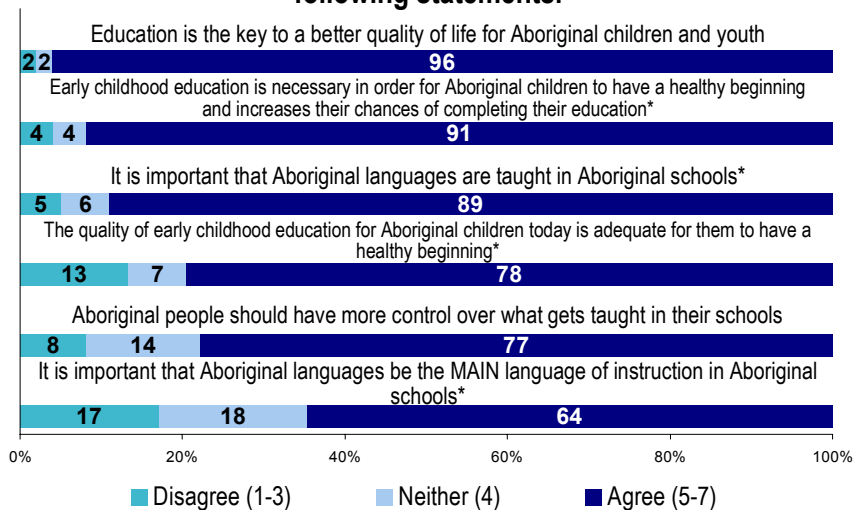 following statements.
Education is the key to a better quality of life for Aboriginal children and youth
2 2 96
Early childhood education is necessary in order for Aboriginal children to have a healthy beginning
and increases their chances of completing their education*
4 4 91
It is important that Aboriginal languages are taught in Aboriginal schools*
5 6 89
The quality of early childhood education for Aboriginal children today is adequate for them to have a
healthy beginning*
13 7 78
Aboriginal people should have more control over what gets taught in their schools
8 14 77
It is important that Aboriginal languages be the MAIN language of instruction in Aboriginal
schools*
17 18 64
0% 20% 40% 60% 80% 100%
Disagree (1-3) Neither (4) Agree (5-7)